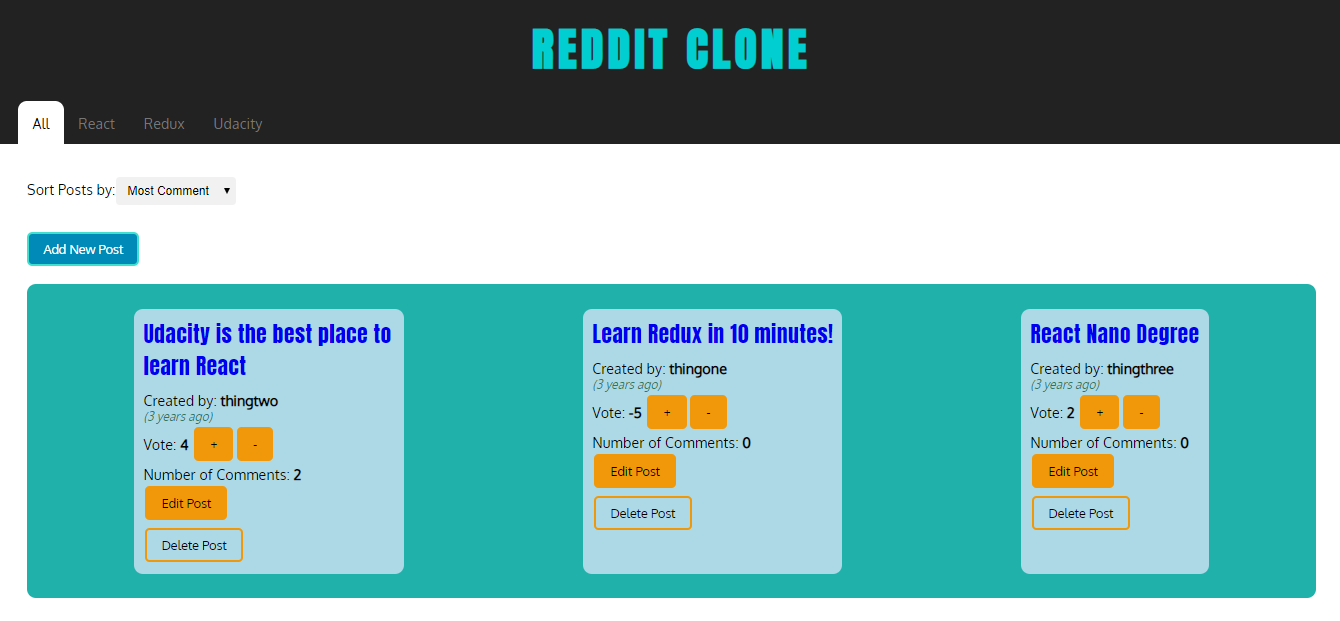 REDDIT CLONE
All React Redux Udacity
Sort Posts by: Most Comment ▾
Add New Post
Udacity is the best place to
learn React
Created by: thingtwo
(3 years ago)
Vote: 4 + -
Number of Comments: 2
Edit Post
Delete Post
Learn Redux in 10 minutes!
Created by: thingone
(3 years ago)
Vote: -5 + -
Number of Comments: 0
Edit Post
Delete Post
React Nano Degree
Created by: thingthree
(3 years ago)
Vote: 2 + -
Number of Comments: 0
Edit Post
Delete Post